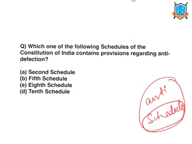 Q) Which one of the following Schedules of the
Constitution of India contains provisions regarding anti-
defection?
(a) Second Schedule
(b) Fifth Schedule
(c) Eighth Schedule
(d) Tenth Schedule
anti
Schedule